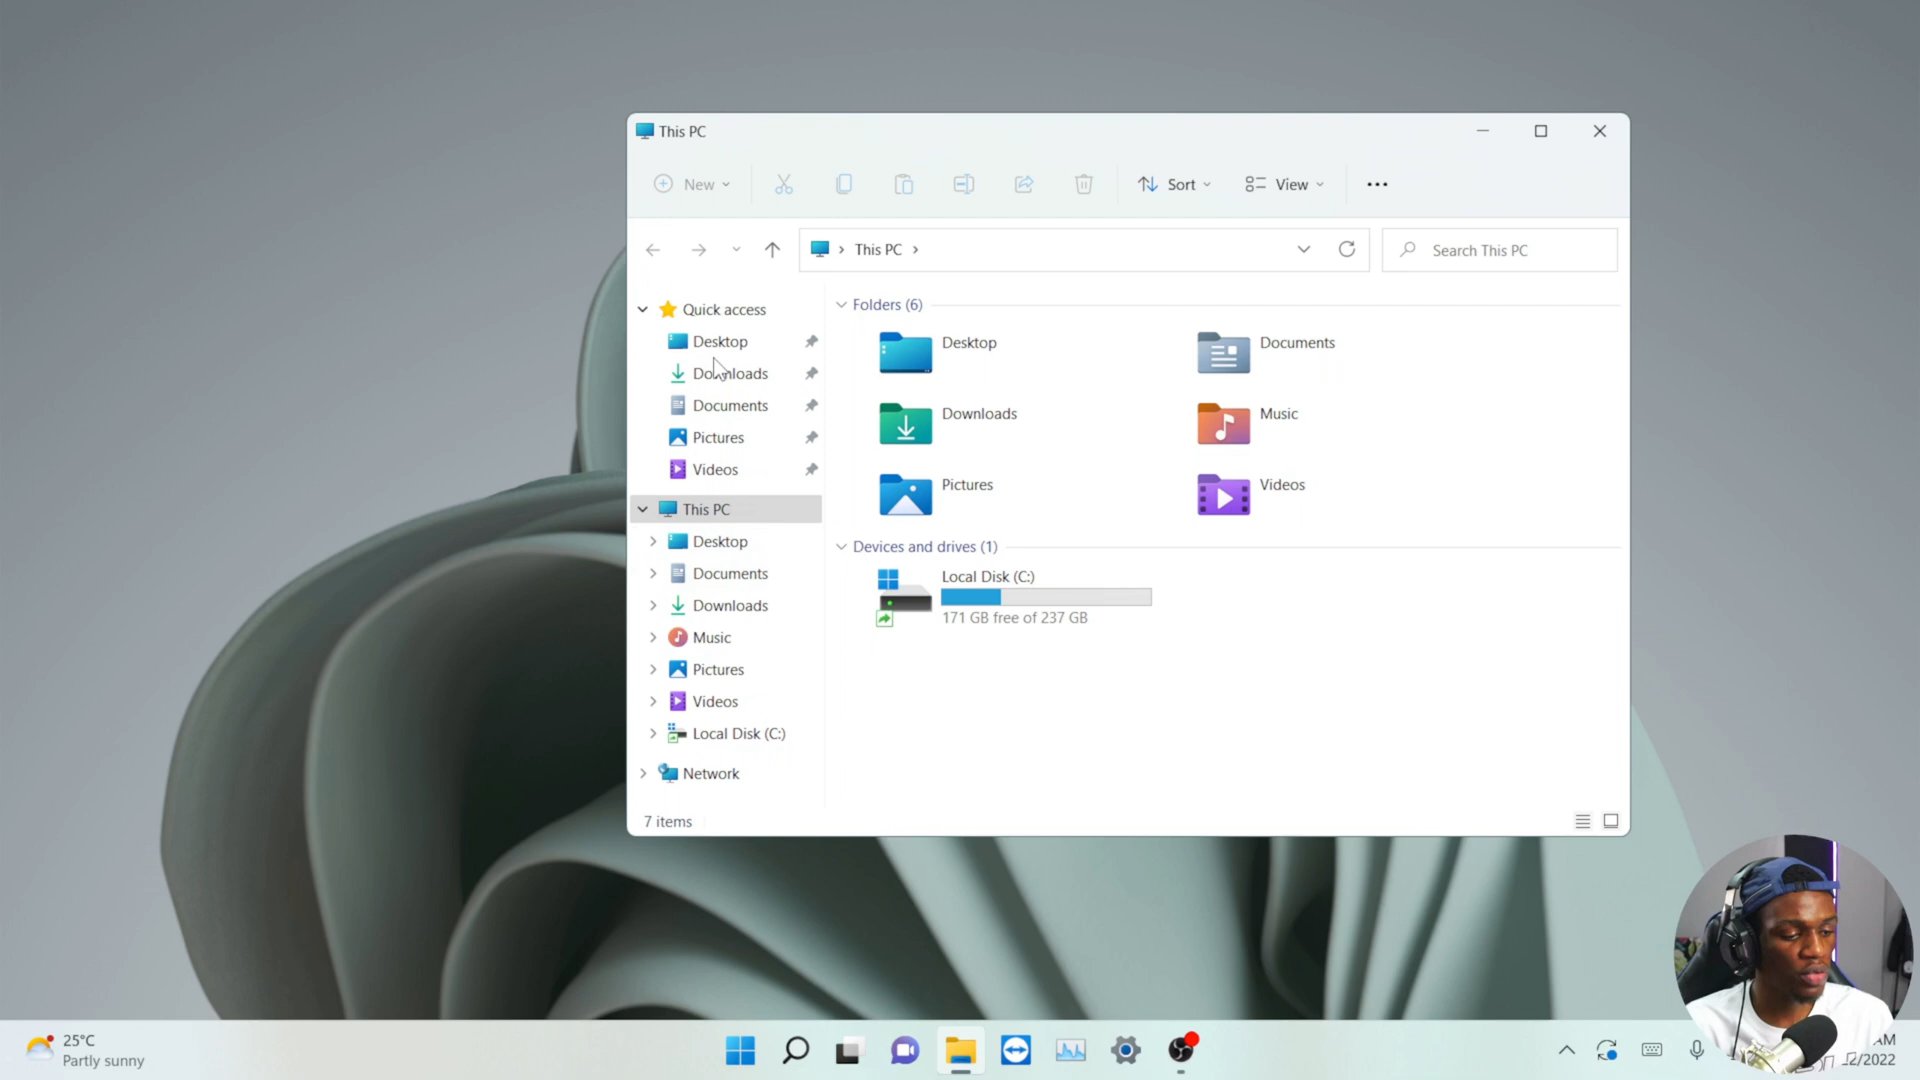 This PC
New
Sort
View
This PC
Search This PC
Quick access
Desktop
Downloads
Documents
Pictures
Videos
This PC
Desktop
Documents
Downloads
Music
Pictures
Videos
Local Disk (C:)
Network
Folders (6)
Desktop
Documents
Downloads
Music
Pictures
Videos
Devices and drives (1)
Local Disk (C:)
171 GB free of 237 GB
7 items
25°C
Partly sunny
AM
2/2022